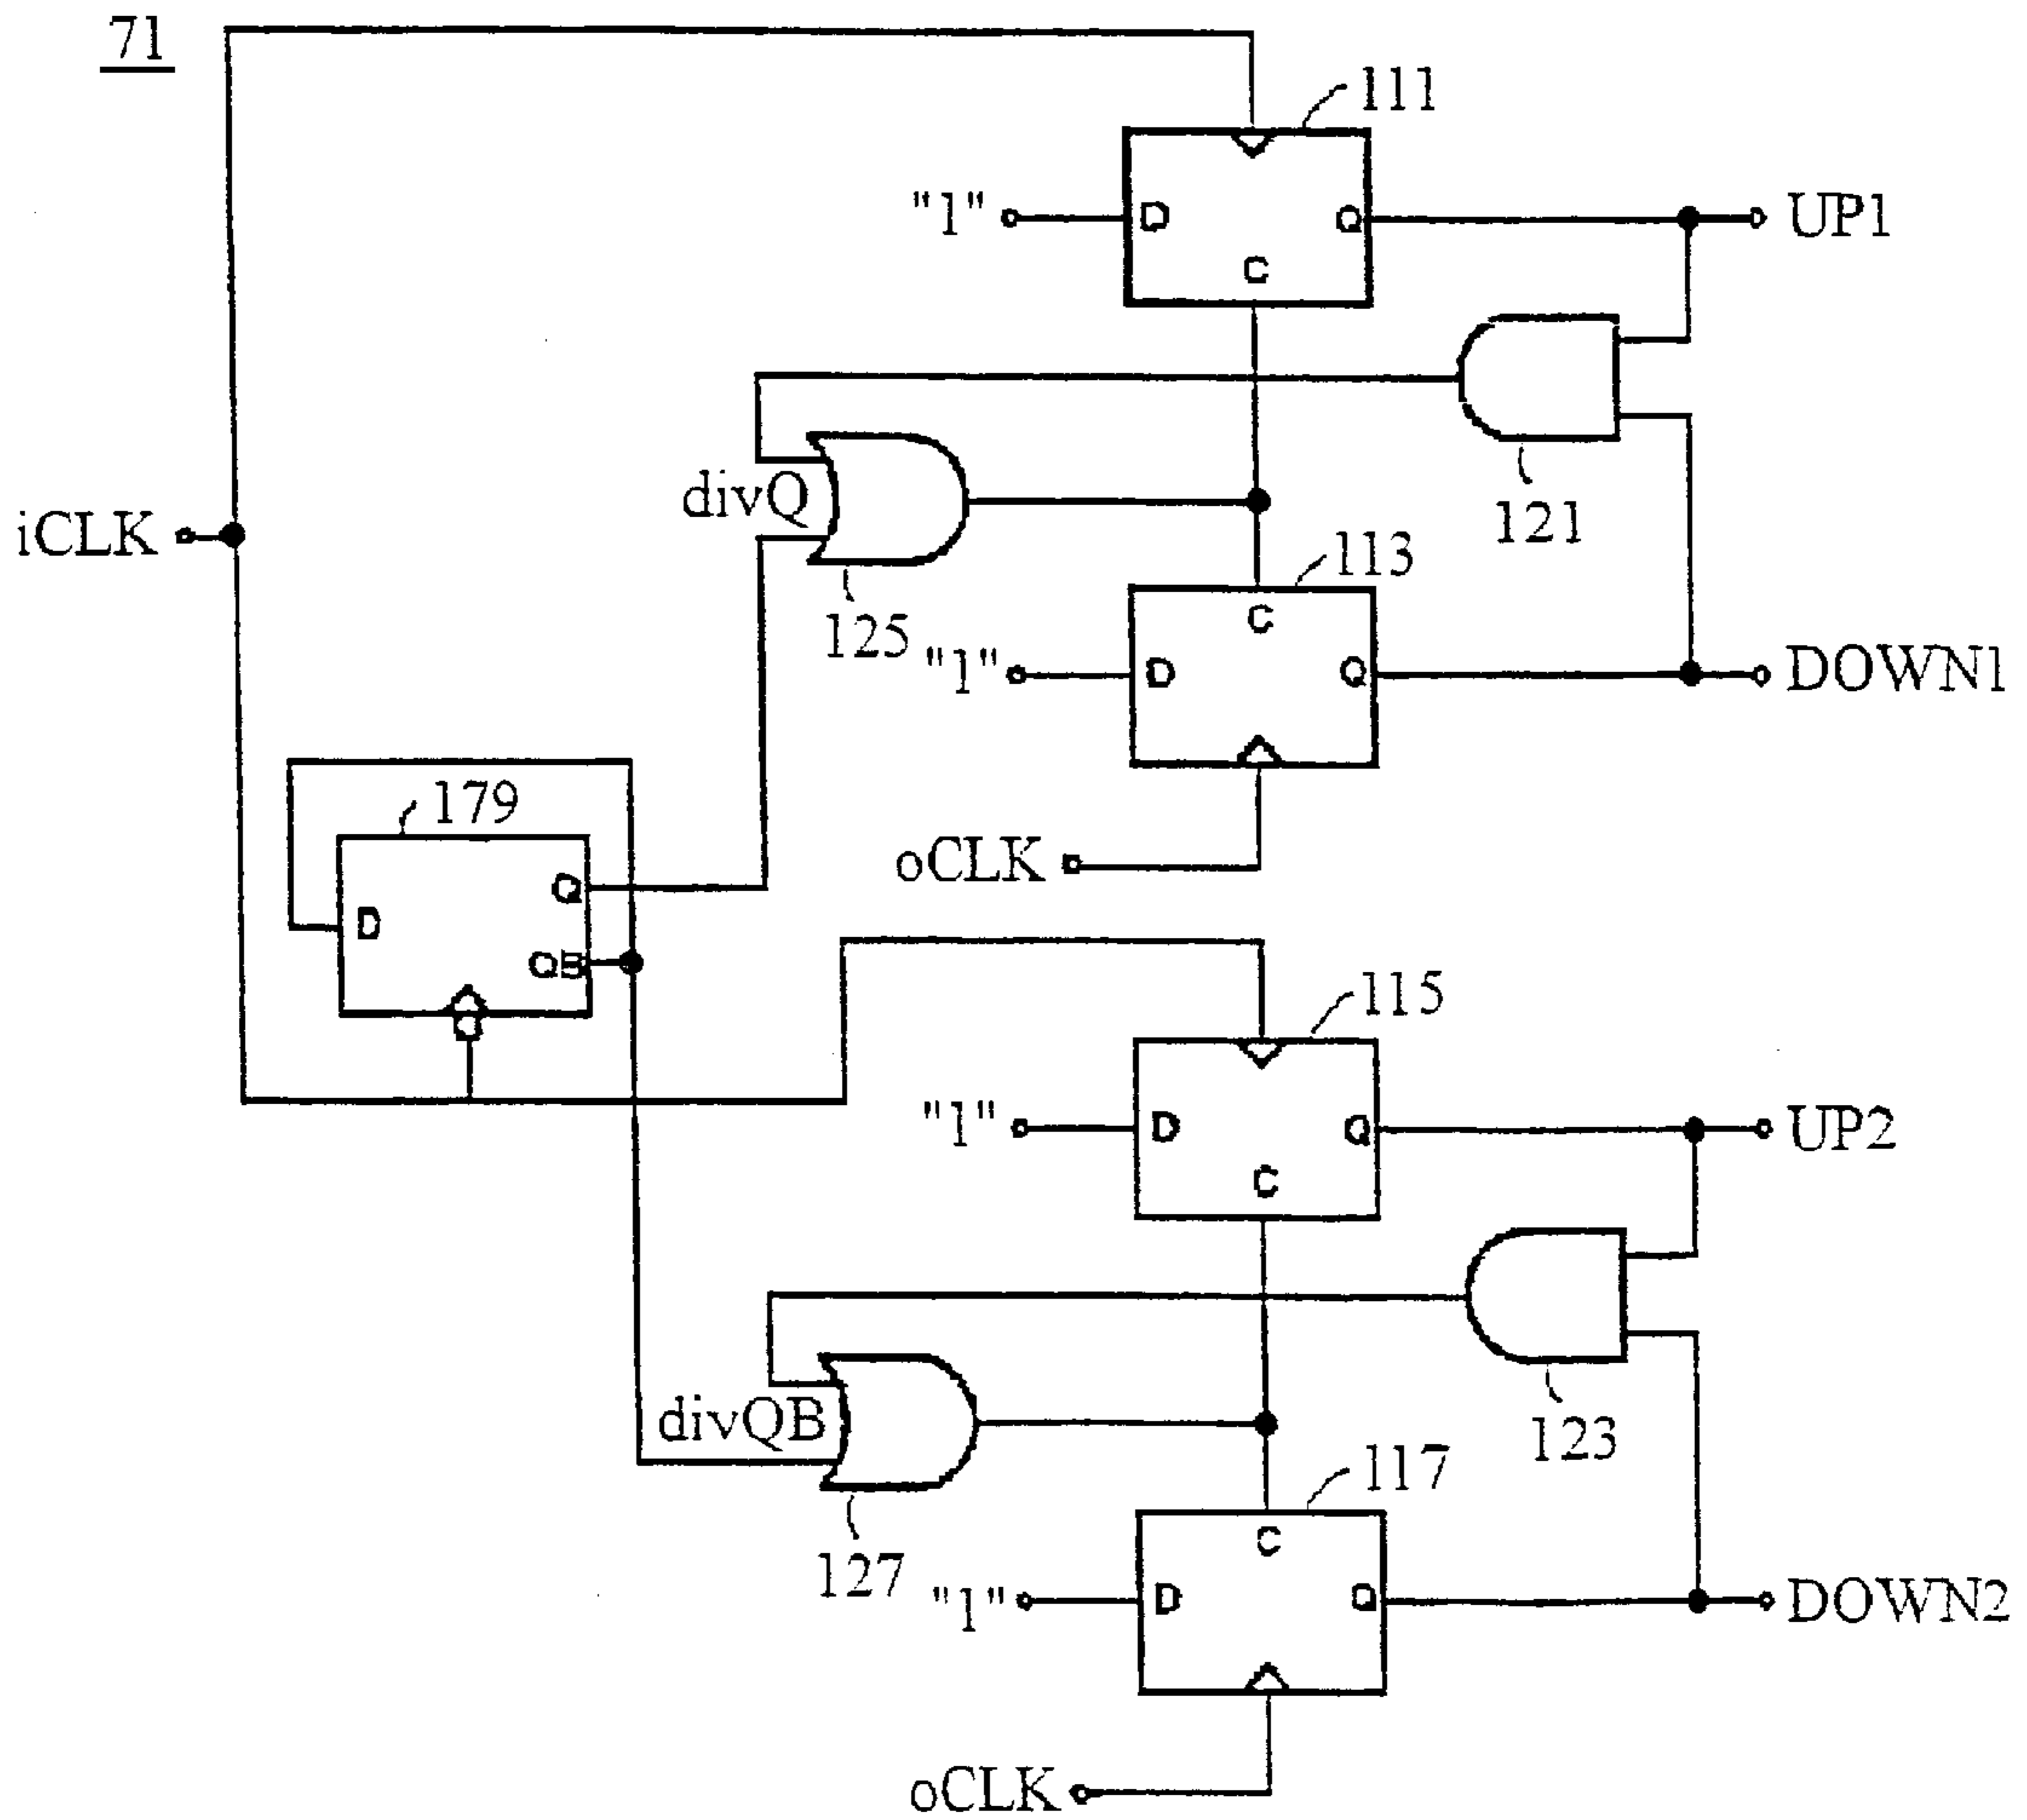 71
111
"1"
D
Q
C
UP1
divQ
121
iCLK
125
113
C
"1"
D
Q
DOWN1
179
oCLK
Q
D
QB
115
"1"
D
Q
C
UP2
divQB
123
127
117
C
"1"
D
Q
DOWN2
oCLK